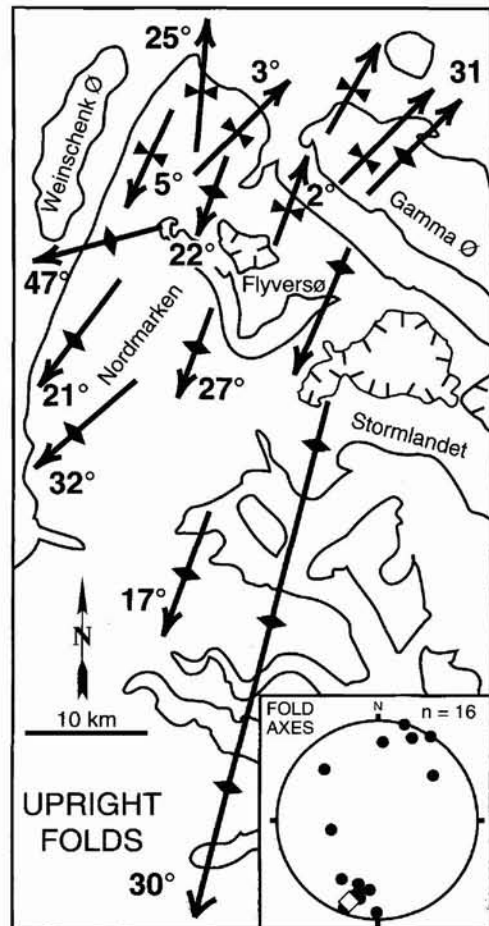 25°
3°
31
Weinschenk Ø
5°
2°
Gamma Ø
22°
47°
Flyversø
Nordmarken
21°
27°
Stormlandet
32°
17°
N
10 km
FOLD AXES
N
n = 16
UPRIGHT
FOLDS
30°